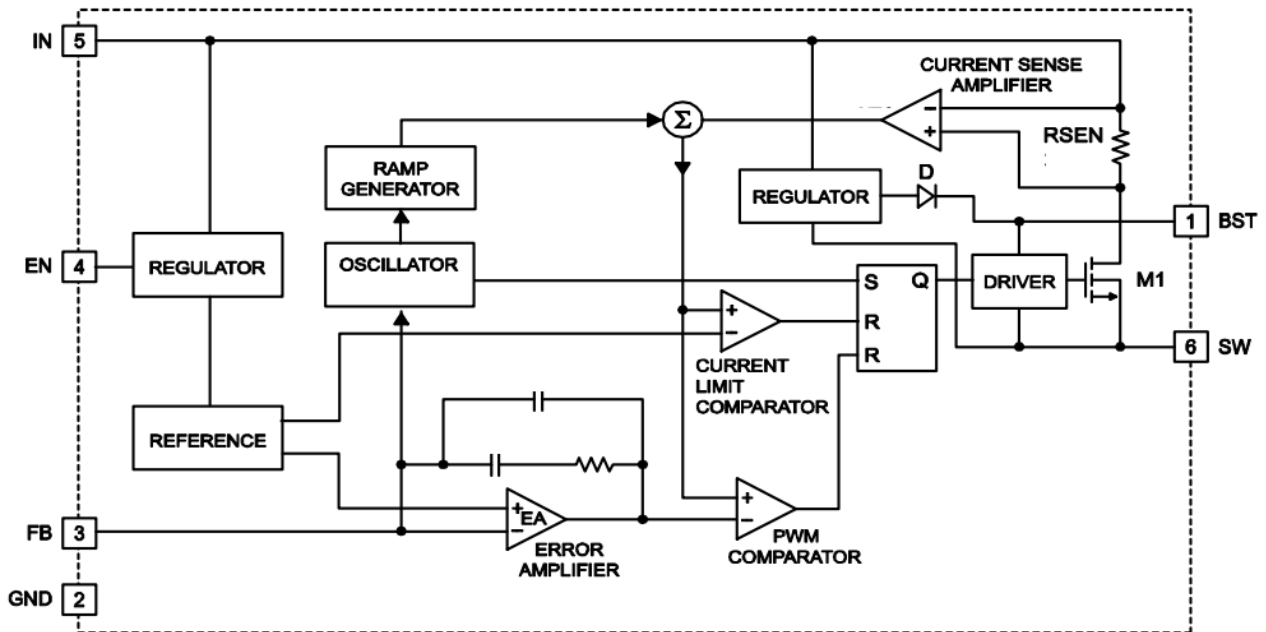 IN 5
CURRENT SENSE
AMPLIFIER
−
+
Σ
RSEN
RAMP
GENERATOR
REGULATOR
D
1 BST
EN 4
REGULATOR
OSCILLATOR
S Q
DRIVER
M1
+
−
R
R
6 SW
CURRENT
LIMIT
COMPARATOR
REFERENCE
+
EA
−
ERROR
AMPLIFIER
+
−
PWM
COMPARATOR
FB 3
GND 2